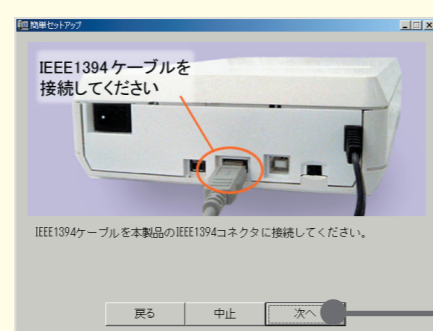 簡単セットアップ
IEEE1394ケーブルを
接続してください
IEEE1394ケーブルを本製品のIEEE1394コネクタに接続してください。
戻る
中止
次へ